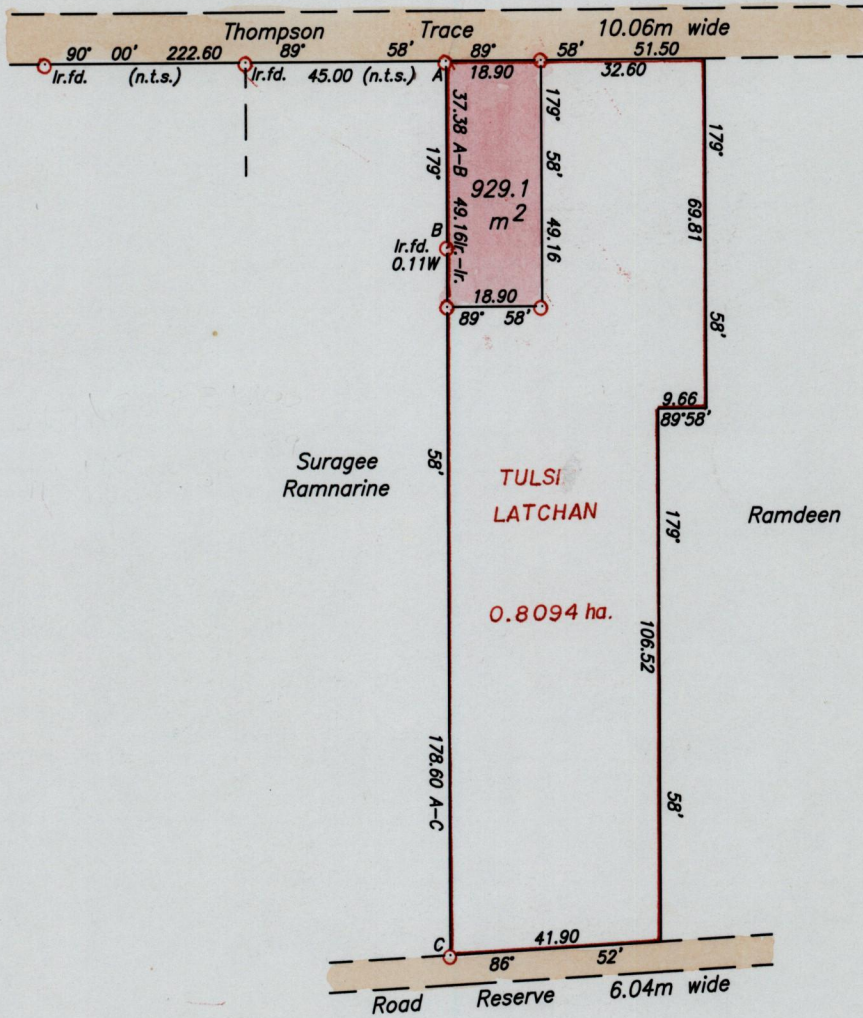 Thompson Trace 10.06m wide
90° 00' 222.60 89° 58' 89° 58' 51.50
Ir.fd. (n.t.s.) Ir.fd. 45.00 (n.t.s.) A 18.90 32.60
179° 58'
37.38 A-B
49.16 Ir.-Ir.
929.1
m²
179° 58'
49.16
179° 58'
69.81
B
Ir.fd.
0.11W
18.90
89° 58'
9.66
89°58'
Suragee
Ramnarine
TULSI
LATCHAN
Ramdeen
179° 58'
106.52
0.8094 ha.
178.60 A-C
C 41.90
86° 52'
Road Reserve 6.04m wide